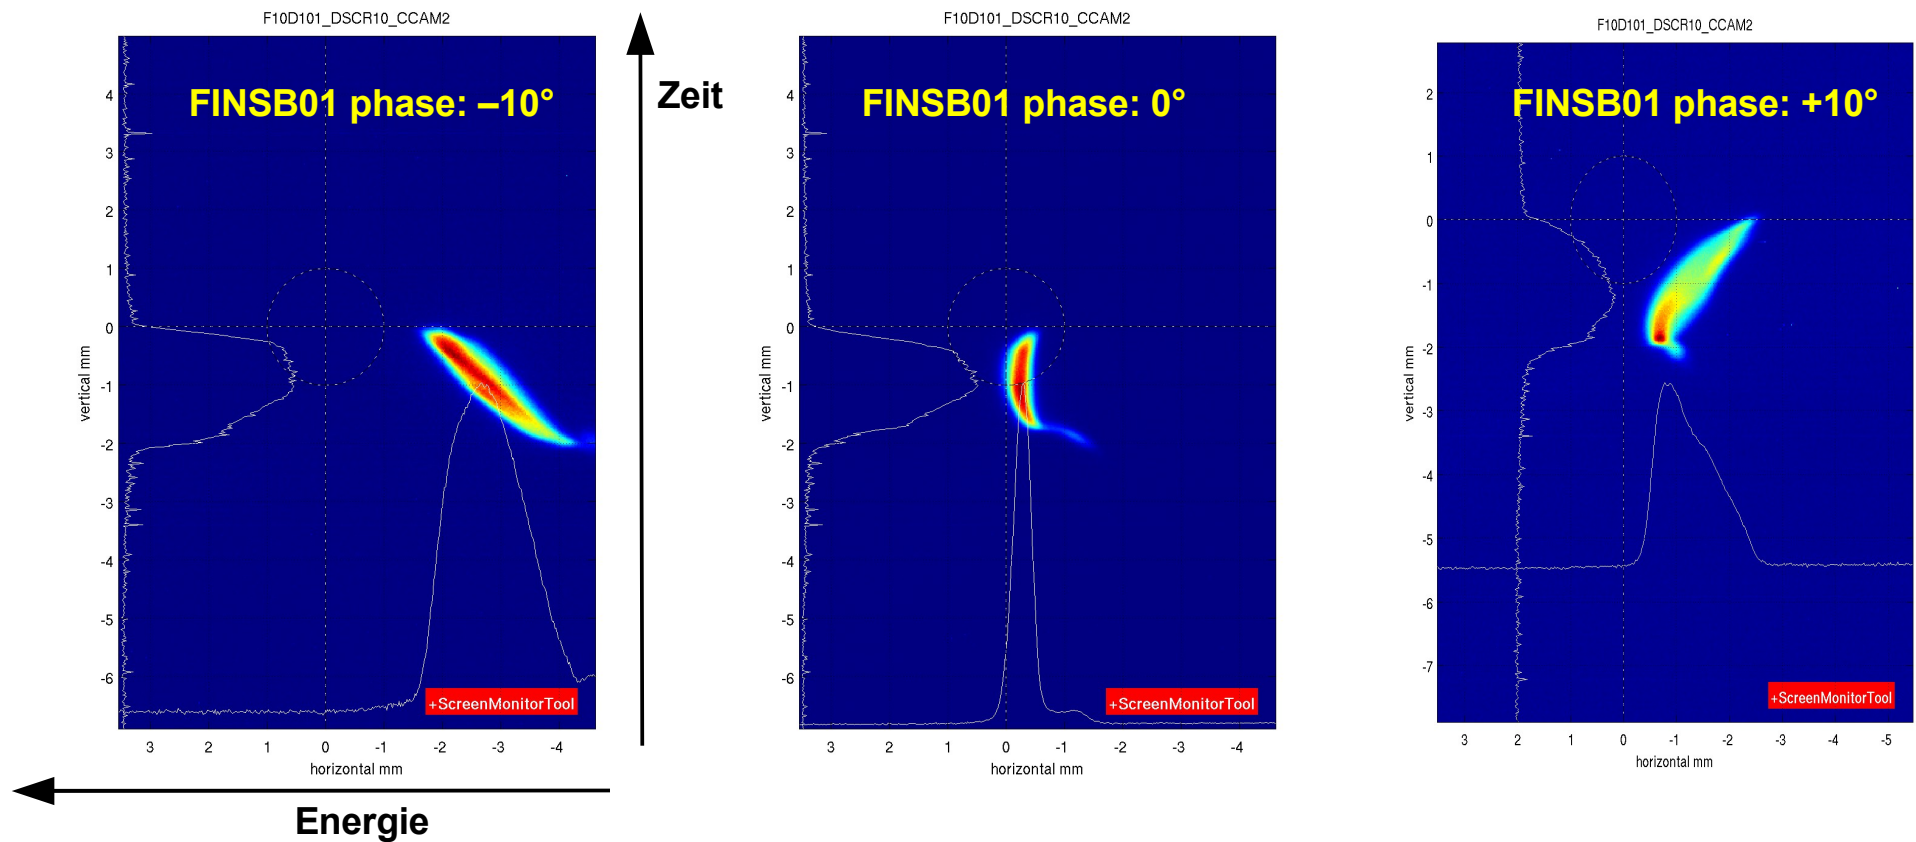 F10D101_DSCR10_CCAM2
FINSB01 phase: –10°
4
3
2
1
0
-1
-2
-3
-4
-5
-6
vertical mm
3 2 1 0 -1 -2 -3 -4
horizontal mm
+ScreenMonitorTool
Energie
Zeit
F10D101_DSCR10_CCAM2
FINSB01 phase: 0°
4
3
2
1
0
-1
-2
-3
-4
-5
-6
vertical mm
3 2 1 0 -1 -2 -3 -4
horizontal mm
+ScreenMonitorTool
F10D101_DSCR10_CCAM2
FINSB01 phase: +10°
2
1
0
-1
-2
-3
-4
-5
-6
-7
vertical mm
3 2 1 0 -1 -2 -3 -4 -5
horizontal mm
+ScreenMonitorTool